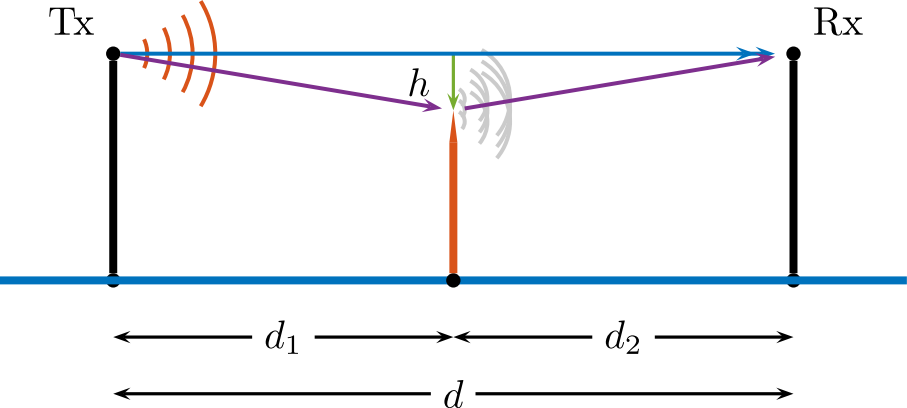 Tx
Rx
h
d₁
d₂
d